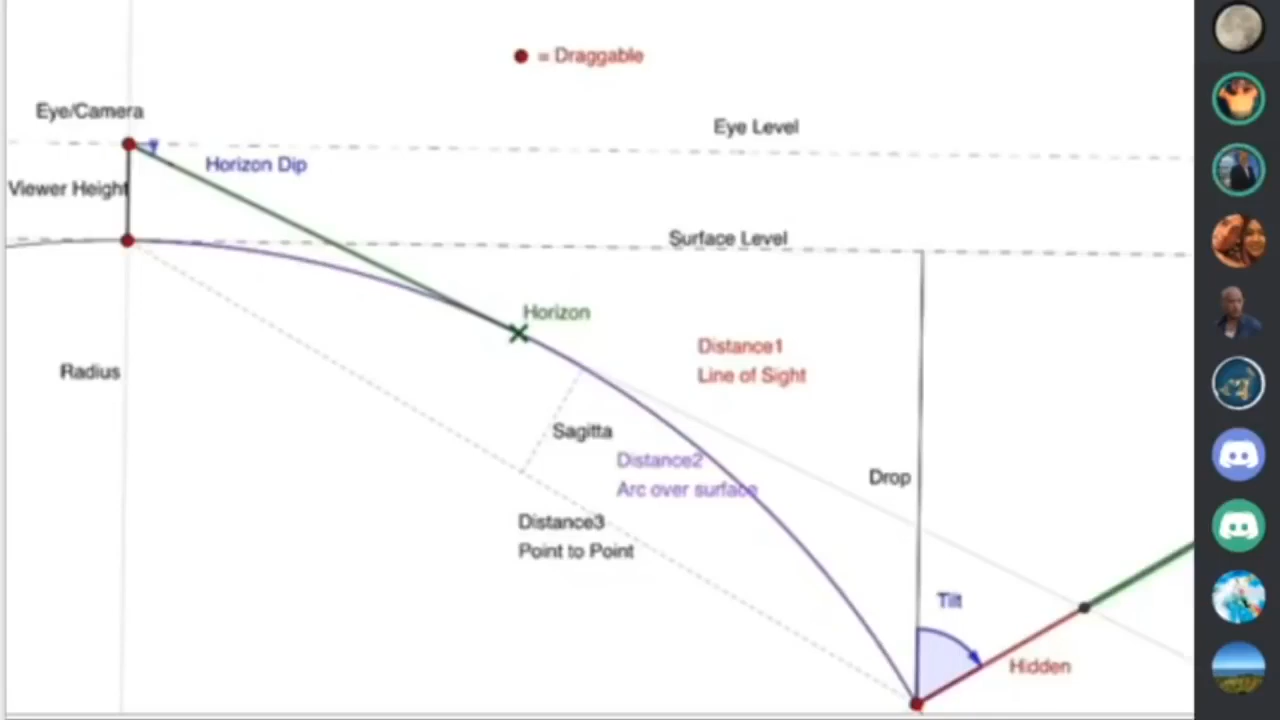 = Draggable
Eye/Camera
Eye Level
Horizon Dip
Viewer Height
Surface Level
Horizon
Distance1
Line of Sight
Radius
Sagitta
Distance2
Arc over surface
Drop
Distance3
Point to Point
Tilt
Hidden